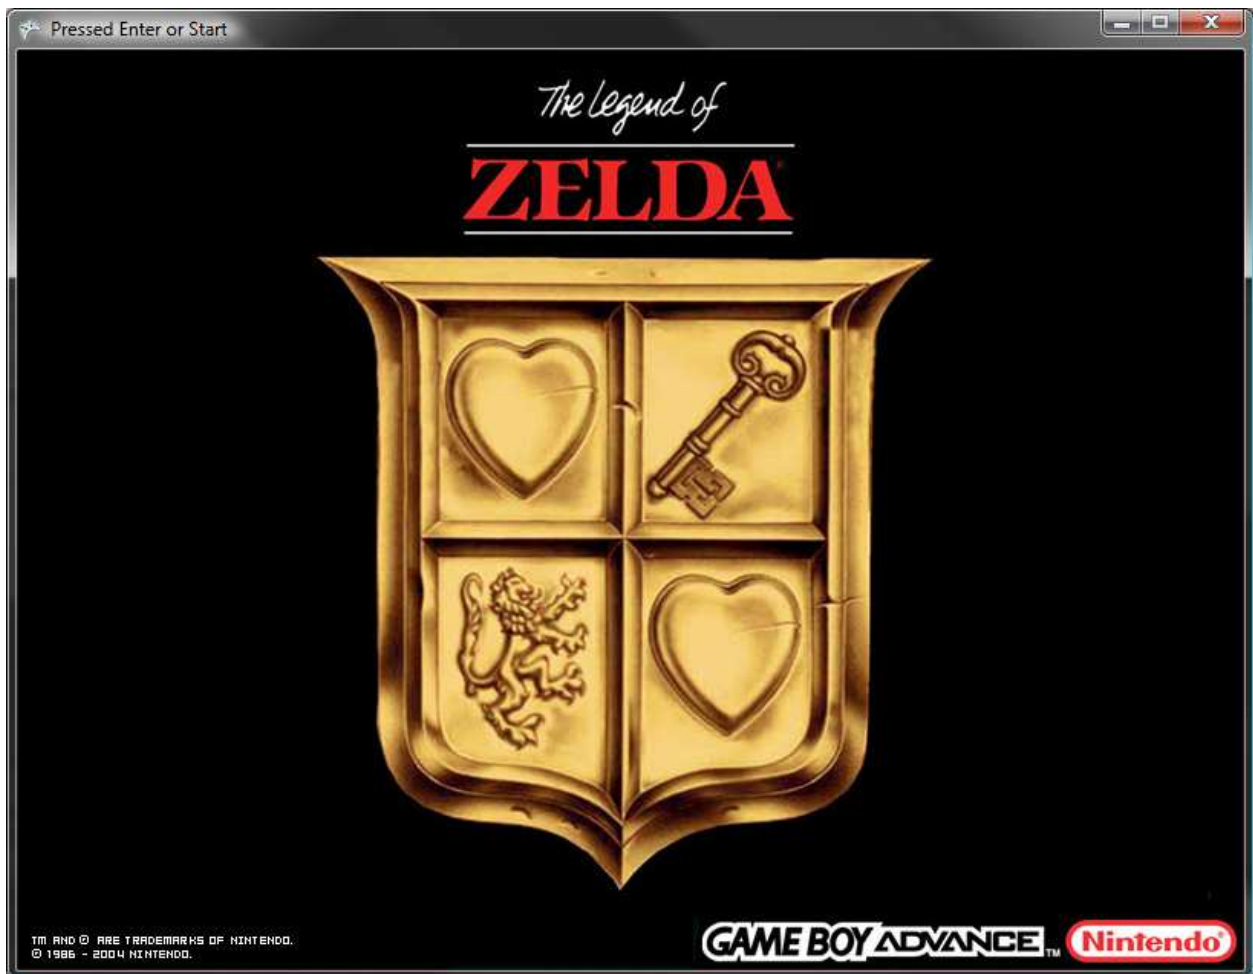 Pressed Enter or Start
The Legend of
ZELDA
TM AND © ARE TRADEMARKS OF NINTENDO.
© 1986 - 2004 NINTENDO.
GAME BOY ADVANCE TM
Nintendo®